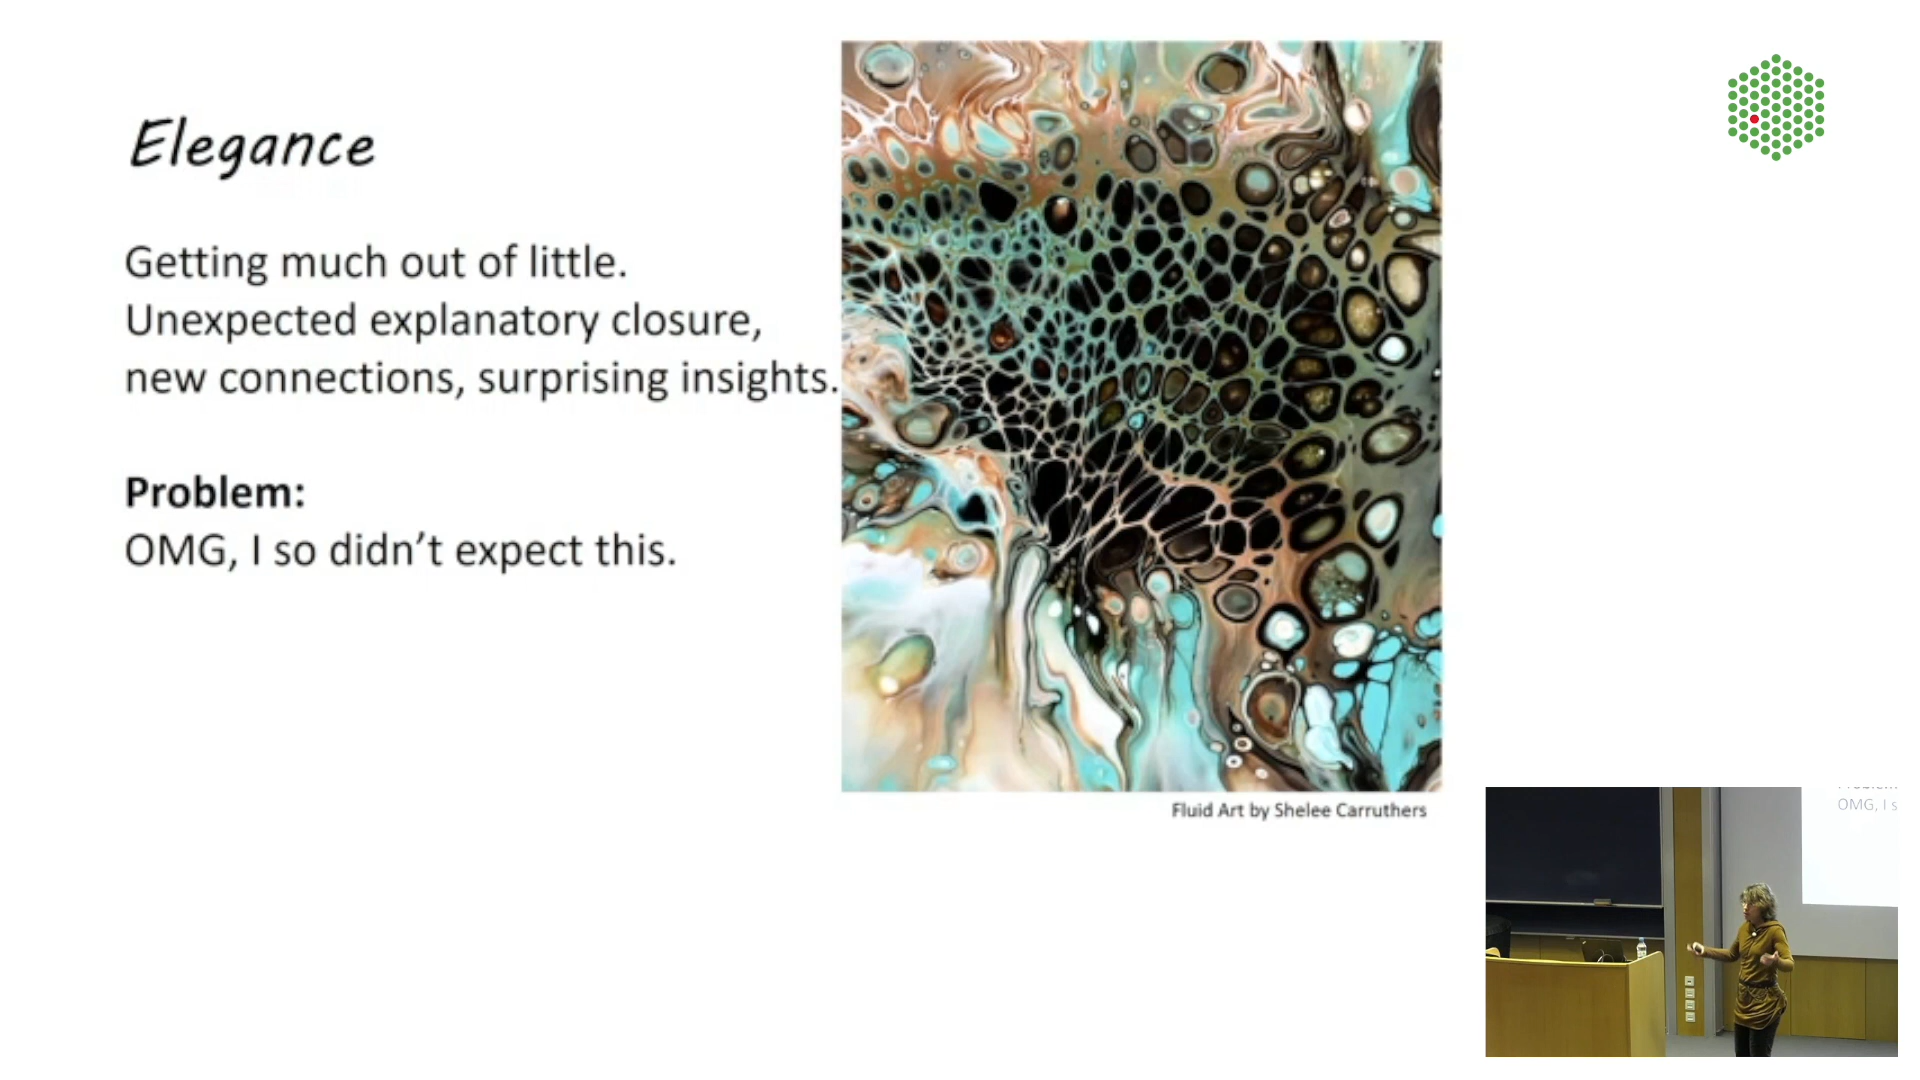 Elegance
Getting much out of little.
Unexpected explanatory closure,
new connections, surprising insights.
Problem:
OMG, I so didn’t expect this.
Fluid Art by Shelee Carruthers
OMG, I s